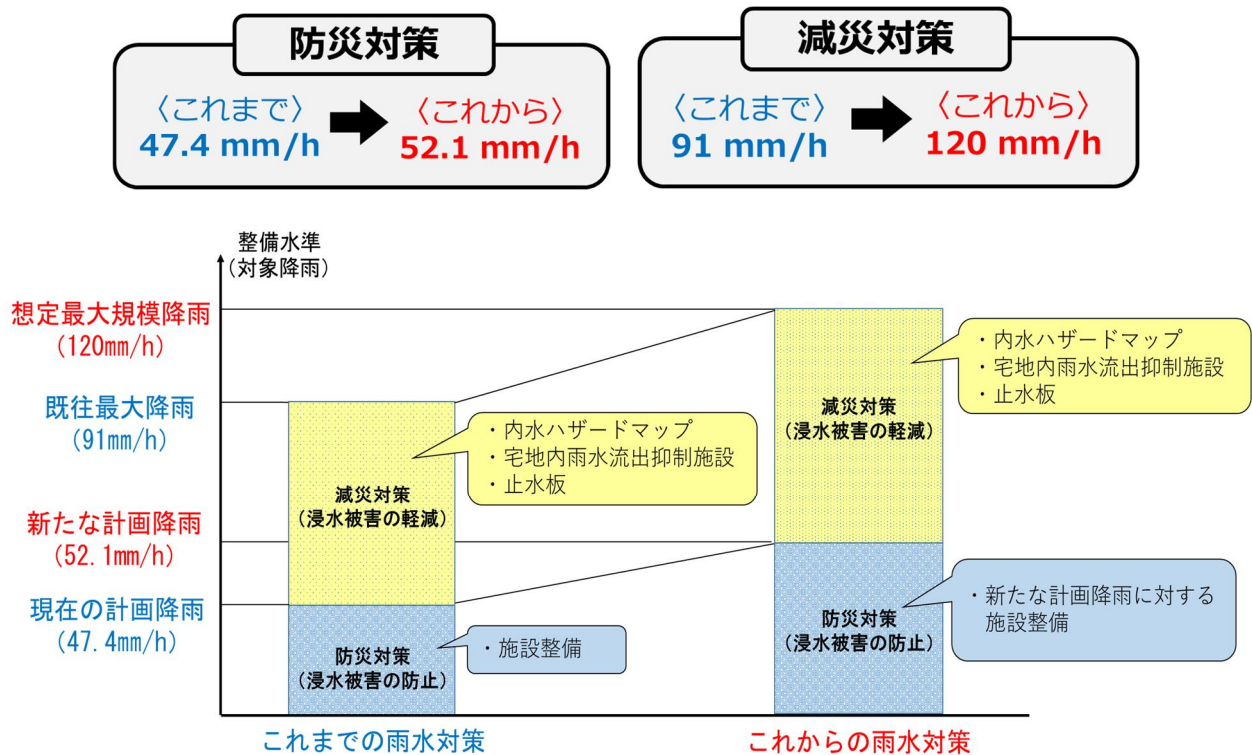 防災対策
〈これまで〉
47.4 mm/h
〈これから〉
52.1 mm/h
減災対策
〈これまで〉
91 mm/h
〈これから〉
120 mm/h
整備水準
(対象降雨)
想定最大規模降雨
(120mm/h)
既往最大降雨
(91mm/h)
新たな計画降雨
(52.1mm/h)
現在の計画降雨
(47.4mm/h)
減災対策
(浸水被害の軽減)
・内水ハザードマップ
・宅地内雨水流出抑制施設
・止水板
防災対策
(浸水被害の防止)
・施設整備
減災対策
(浸水被害の軽減)
・内水ハザードマップ
・宅地内雨水流出抑制施設
・止水板
防災対策
(浸水被害の防止)
・新たな計画降雨に対する
施設整備
これまでの雨水対策
これからの雨水対策